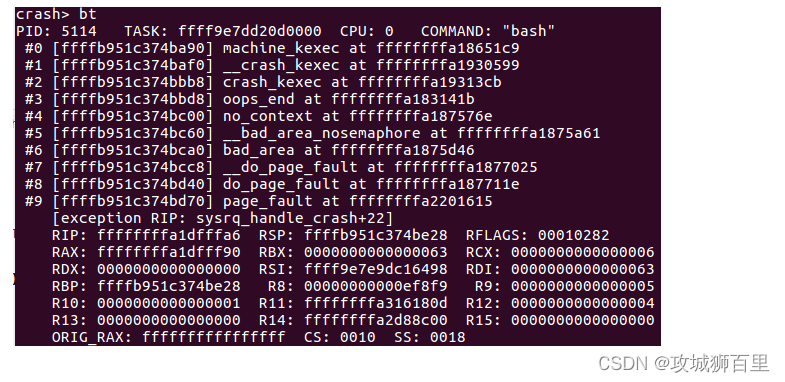 crash> bt
PID: 5114   TASK: ffff9e7dd20d0000  CPU: 0   COMMAND: "bash"
 #0 [ffffb951c374ba90] machine_kexec at ffffffffa18651c9
 #1 [ffffb951c374baf0] __crash_kexec at ffffffffa1930599
 #2 [ffffb951c374bbb8] crash_kexec at ffffffffa19313cb
 #3 [ffffb951c374bbd8] oops_end at ffffffffa183141b
 #4 [ffffb951c374bc00] no_context at ffffffffa187576e
 #5 [ffffb951c374bc60] __bad_area_nosemaphore at ffffffffa1875a61
 #6 [ffffb951c374bca0] bad_area at ffffffffa1875d46
 #7 [ffffb951c374bcc8] __do_page_fault at ffffffffa1877025
 #8 [ffffb951c374bd40] do_page_fault at ffffffffa187711e
 #9 [ffffb951c374bd70] page_fault at ffffffffa2201615
    [exception RIP: sysrq_handle_crash+22]
    RIP: ffffffffa1dfffa6  RSP: ffffb951c374be28  RFLAGS: 00010282
    RAX: ffffffffa1dfff90  RBX: 0000000000000063  RCX: 0000000000000006
    RDX: 0000000000000000  RSI: ffff9e7e9dc16498  RDI: 0000000000000063
    RBP: ffffb951c374be28   R8: 00000000000ef8f9   R9: 0000000000000005
    R10: 0000000000000001  R11: ffffffffa316180d  R12: 0000000000000004
    R13: 0000000000000000  R14: ffffffffa2d88c00  R15: 0000000000000000
    ORIG_RAX: ffffffffffffffff  CS: 0010  SS: 0018
CSDN @攻城狮百里